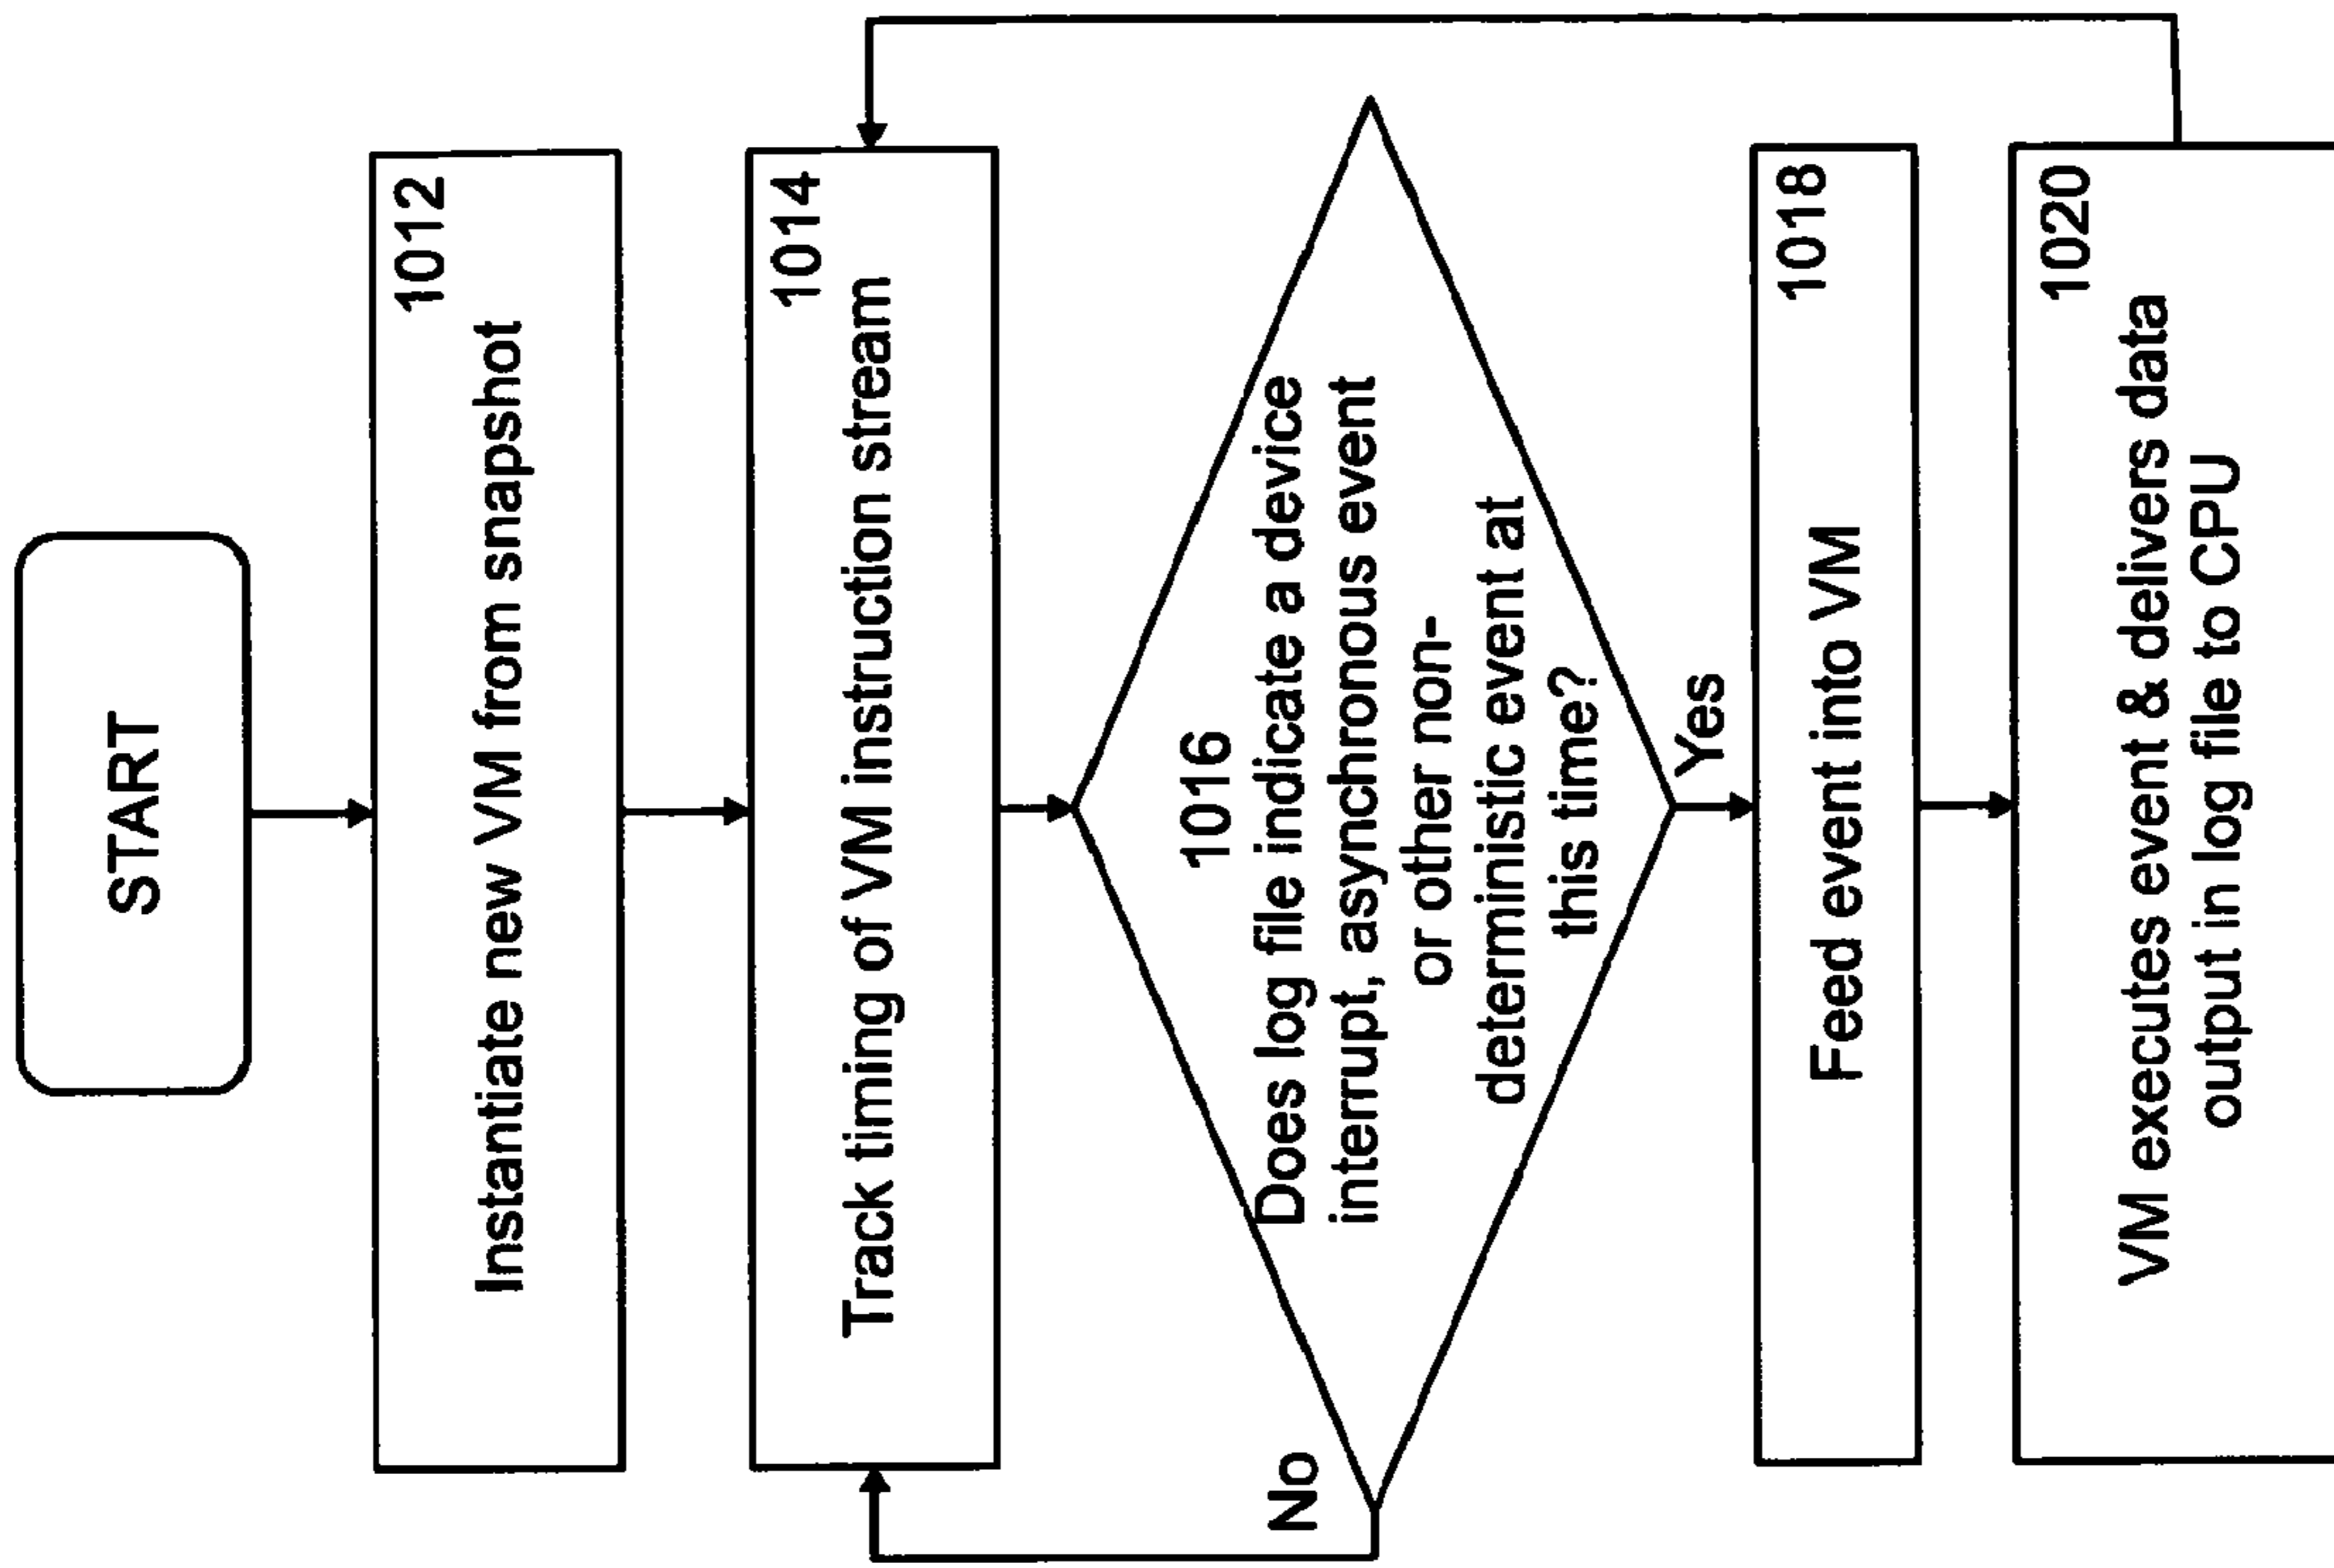 START
1012
Instantiate new VM from snapshot
1014
Track timing of VM instruction stream
1016
Does log file indicate a device
interrupt, asynchronous event
or other non-
deterministic event at
this time?
No
Yes
1018
Feed event into VM
1020
VM executes event & delivers data
output in log file to CPU